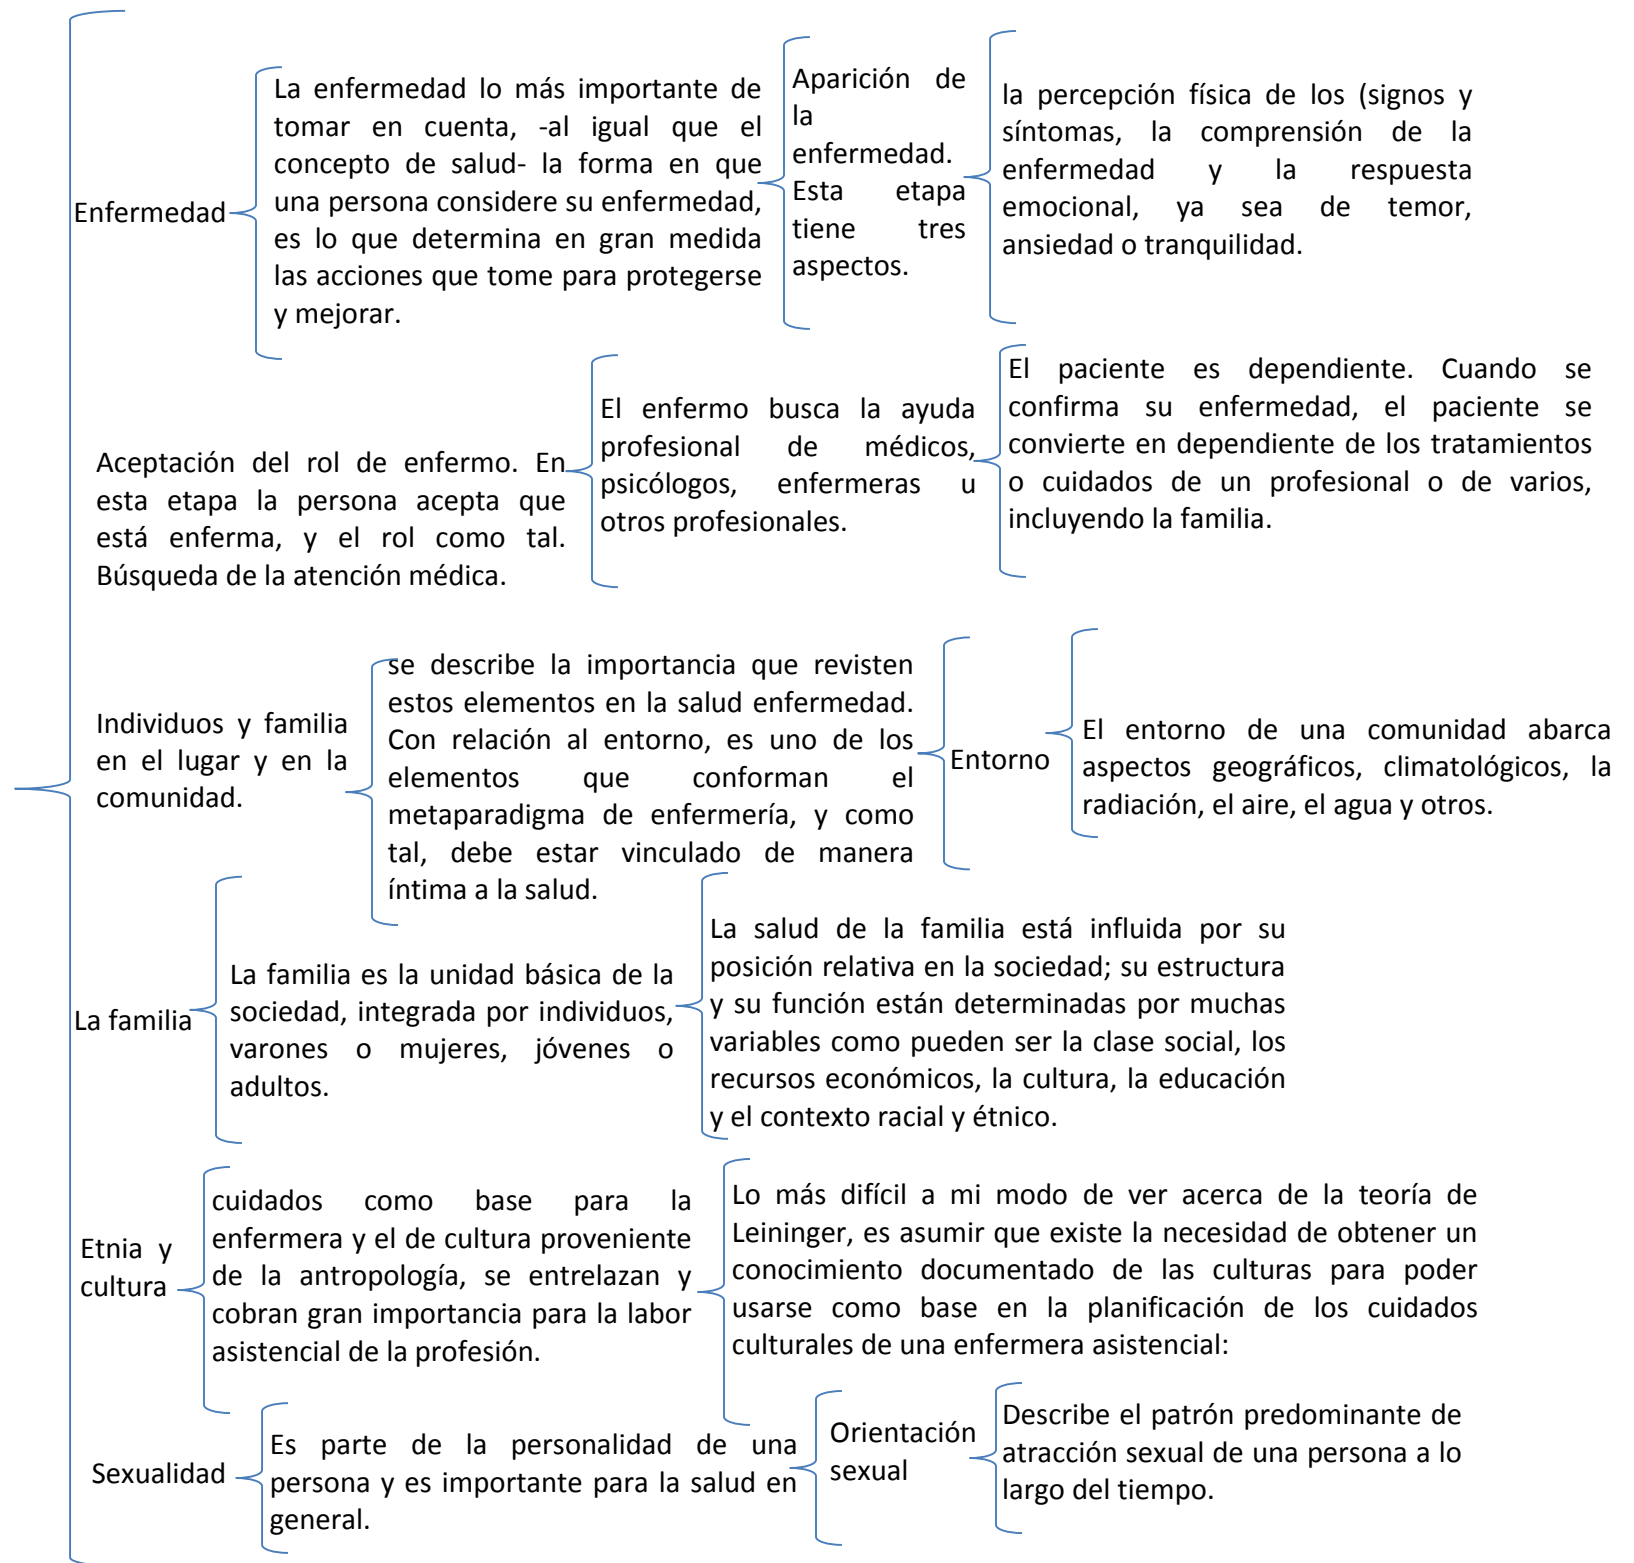 Enfermedad
La enfermedad lo más importante de
tomar en cuenta, -al igual que el
concepto de salud- la forma en que
una persona considere su enfermedad,
es lo que determina en gran medida
las acciones que tome para protegerse
y mejorar.
Aparición de
la
enfermedad.
Esta etapa
tiene tres
aspectos.
la percepción física de los (signos y
síntomas, la comprensión de la
enfermedad y la respuesta
emocional, ya sea de temor,
ansiedad o tranquilidad.
Aceptación del rol de enfermo. En
esta etapa la persona acepta que
está enferma, y el rol como tal.
Búsqueda de la atención médica.
El enfermo busca la ayuda
profesional de médicos,
psicólogos, enfermeras u
otros profesionales.
El paciente es dependiente. Cuando se
confirma su enfermedad, el paciente se
convierte en dependiente de los tratamientos
o cuidados de un profesional o de varios,
incluyendo la familia.
Individuos y familia
en el lugar y en la
comunidad.
se describe la importancia que revisten
estos elementos en la salud enfermedad.
Con relación al entorno, es uno de los
elementos que conforman el
metaparadigma de enfermería, y como
tal, debe estar vinculado de manera
íntima a la salud.
Entorno
El entorno de una comunidad abarca
aspectos geográficos, climatológicos, la
radiación, el aire, el agua y otros.
La familia
La familia es la unidad básica de la
sociedad, integrada por individuos,
varones o mujeres, jóvenes o
adultos.
La salud de la familia está influida por su
posición relativa en la sociedad; su estructura
y su función están determinadas por muchas
variables como pueden ser la clase social, los
recursos económicos, la cultura, la educación
y el contexto racial y étnico.
Etnia y
cultura
cuidados como base para la
enfermera y el de cultura proveniente
de la antropología, se entrelazan y
cobran gran importancia para la labor
asistencial de la profesión.
Lo más difícil a mi modo de ver acerca de la teoría de
Leininger, es asumir que existe la necesidad de obtener un
conocimiento documentado de las culturas para poder
usarse como base en la planificación de los cuidados
culturales de una enfermera asistencial:
Sexualidad
Es parte de la personalidad de una
persona y es importante para la salud en
general.
Orientación
sexual
Describe el patrón predominante de
atracción sexual de una persona a lo
largo del tiempo.